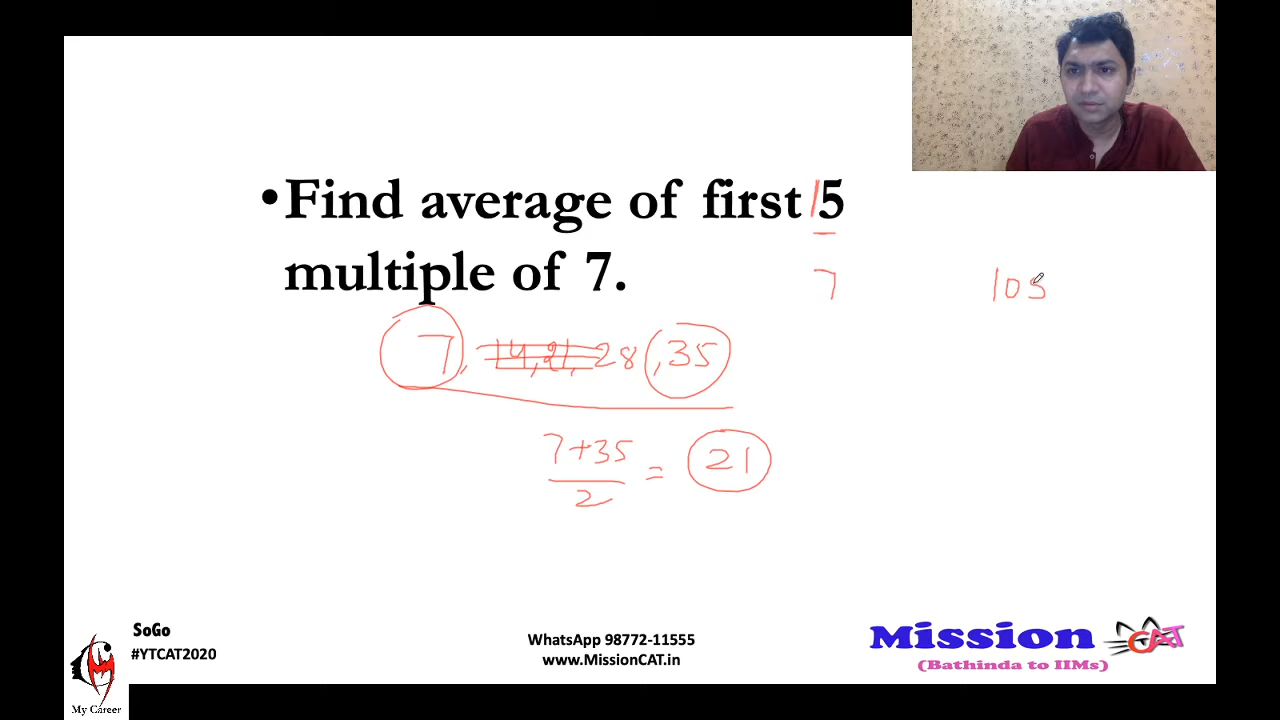 •Find average of first 15
multiple of 7.
7 105
7, 14, 21, 28, 35
7+35
2
= 21
SoGo
#YTCAT2020
My Career
WhatsApp 98772-11555
www.MissionCAT.in
Mission CAT
(Bathinda to IIMs)